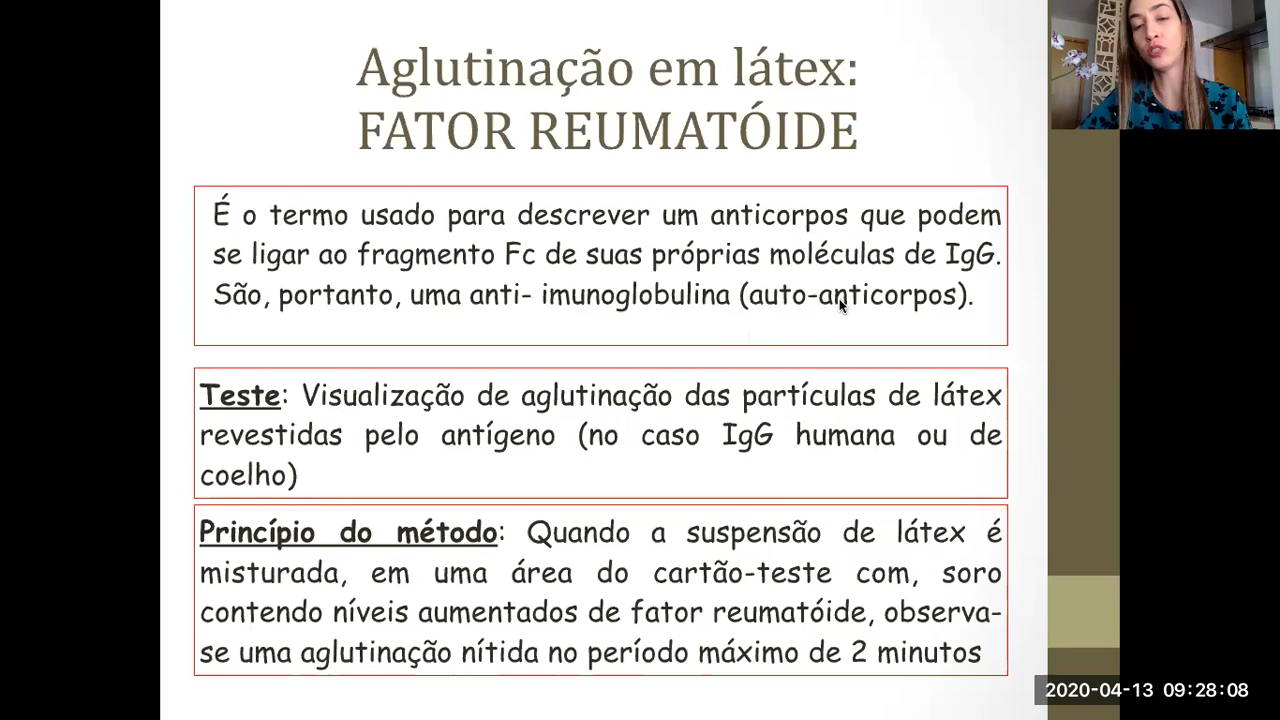 Aglutinação em látex:
FATOR REUMATÓIDE
É o termo usado para descrever um anticorpos que podem
se ligar ao fragmento Fc de suas próprias moléculas de IgG.
São, portanto, uma anti- imunoglobulina (auto-anticorpos).
Teste: Visualização de aglutinação das partículas de látex
revestidas pelo antígeno (no caso IgG humana ou de
coelho)
Princípio do método: Quando a suspensão de látex é
misturada, em uma área do cartão-teste com, soro
contendo níveis aumentados de fator reumatóide, observa-
se uma aglutinação nítida no período máximo de 2 minutos
2020-04-13 09:28:08